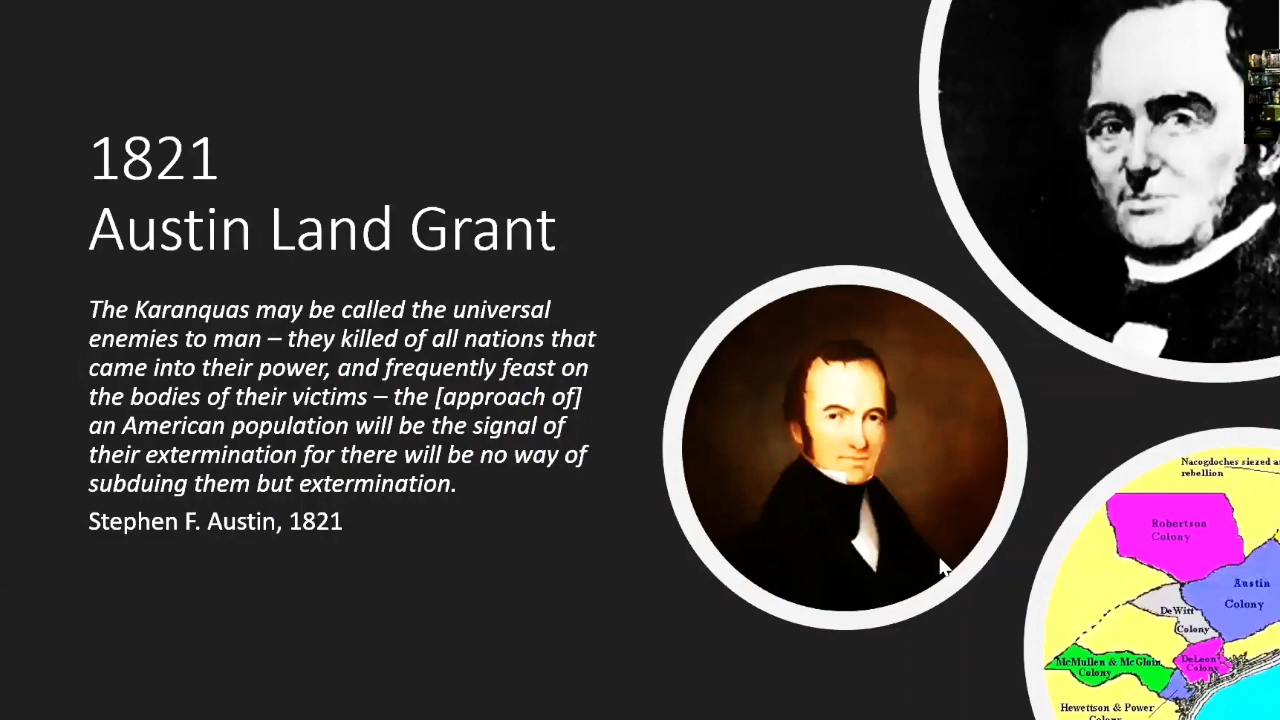 1821
Austin Land Grant
The Karanquas may be called the universal
enemies to man – they killed of all nations that
came into their power, and frequently feast on
the bodies of their victims – the [approach of]
an American population will be the signal of
their extermination for there will be no way of
subduing them but extermination.
Stephen F. Austin, 1821
Nacogdoches siezed
rebellion
Robertson
Colony
Austin
Colony
DeWitt
Colony
McMullen & McGloin
Colony
DeLeon
Colony
Hewettson & Power
Colony